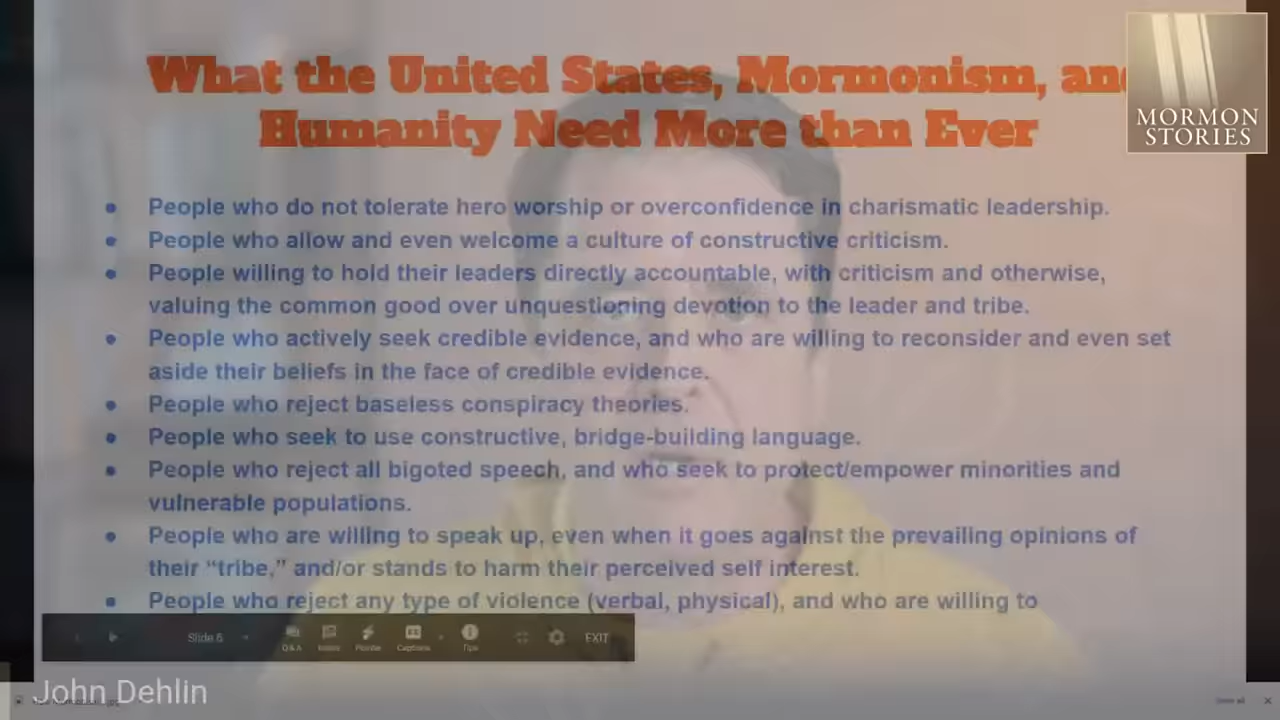 What the United States, Mormonism, and
Humanity Need More than Ever
MORMON
STORIES
● People who do not tolerate hero worship or overconfidence in charismatic leadership.
● People who allow and even welcome a culture of constructive criticism.
● People willing to hold their leaders directly accountable, with criticism and otherwise,
valuing the common good over unquestioning devotion to the leader and tribe.
● People who actively seek credible evidence, and who are willing to reconsider and even set
aside their beliefs in the face of credible evidence.
● People who reject baseless conspiracy theories.
● People who seek to use constructive, bridge-building language.
● People who reject all bigoted speech, and who seek to protect/empower minorities and
vulnerable populations.
● People who are willing to speak up, even when it goes against the prevailing opinions of
their “tribe,” and/or stands to harm their perceived self interest.
● People who reject any type of violence (verbal, physical), and who are willing to
Slide 6
Q&A Notes Pointer Captions Tips EXIT
John Dehlin
Show all